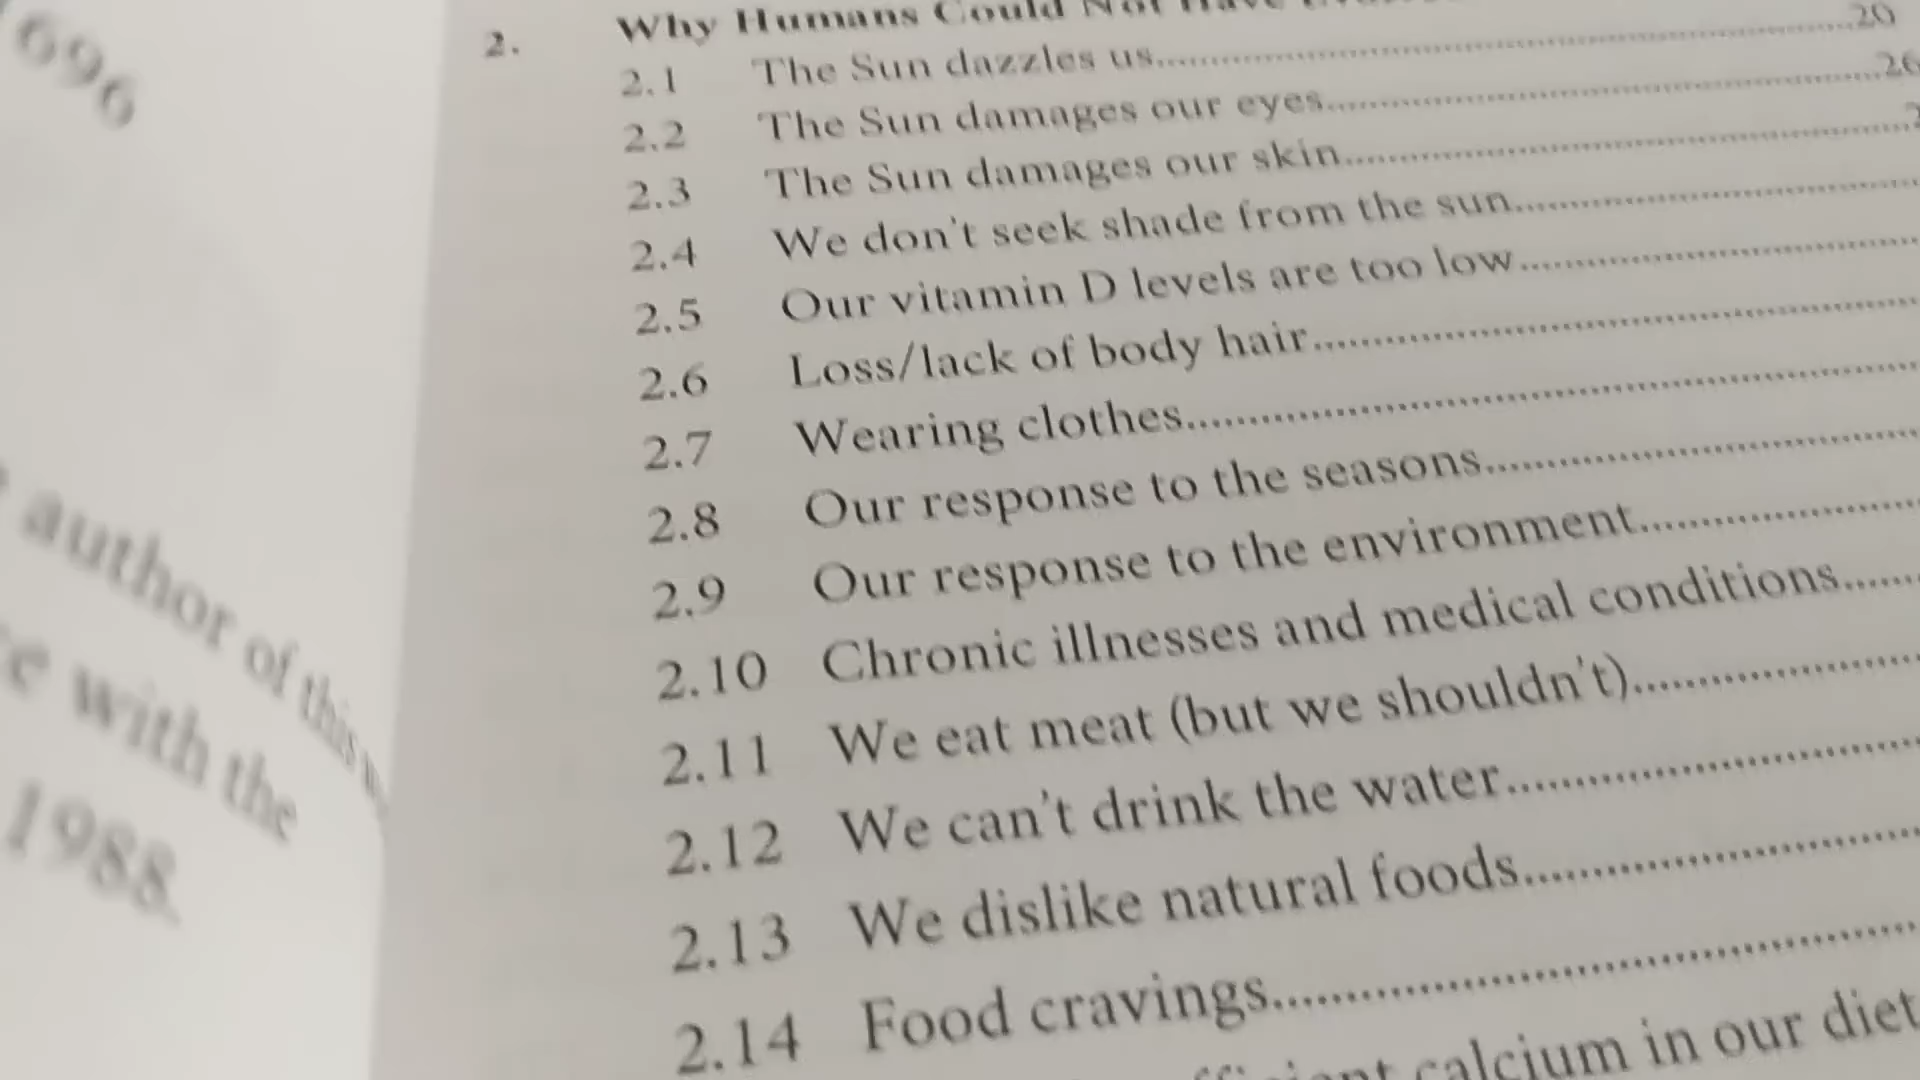 696
author of this
with the
1988.
2. Why Humans Could Not Have
2.1 The Sun dazzles us....................20
2.2 The Sun damages our eyes....................26
2.3 The Sun damages our skin....................
2.4 We don't seek shade from the sun....................
2.5 Our vitamin D levels are too low....................
2.6 Loss/lack of body hair....................
2.7 Wearing clothes....................
2.8 Our response to the seasons....................
2.9 Our response to the environment....................
2.10 Chronic illnesses and medical conditions.......
2.11 We eat meat (but we shouldn't)....................
2.12 We can't drink the water....................
2.13 We dislike natural foods....................
2.14 Food cravings....................
calcium in our diet